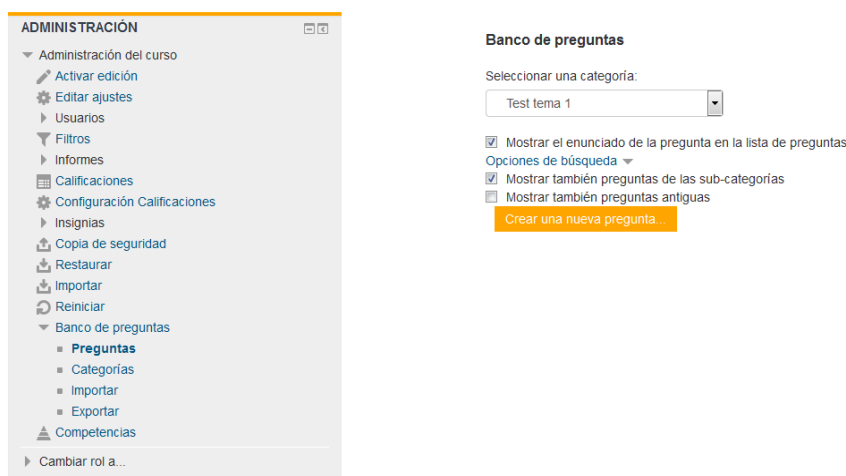 ADMINISTRACIÓN
Administración del curso
Activar edición
Editar ajustes
Usuarios
Filtros
Informes
Calificaciones
Configuración Calificaciones
Insignias
Copia de seguridad
Restaurar
Importar
Reiniciar
Banco de preguntas
Preguntas
Categorías
Importar
Exportar
Competencias
Cambiar rol a...
Banco de preguntas
Seleccionar una categoría:
Test tema 1
Mostrar el enunciado de la pregunta en la lista de preguntas
Opciones de búsqueda
Mostrar también preguntas de las sub-categorías
Mostrar también preguntas antiguas
Crear una nueva pregunta...